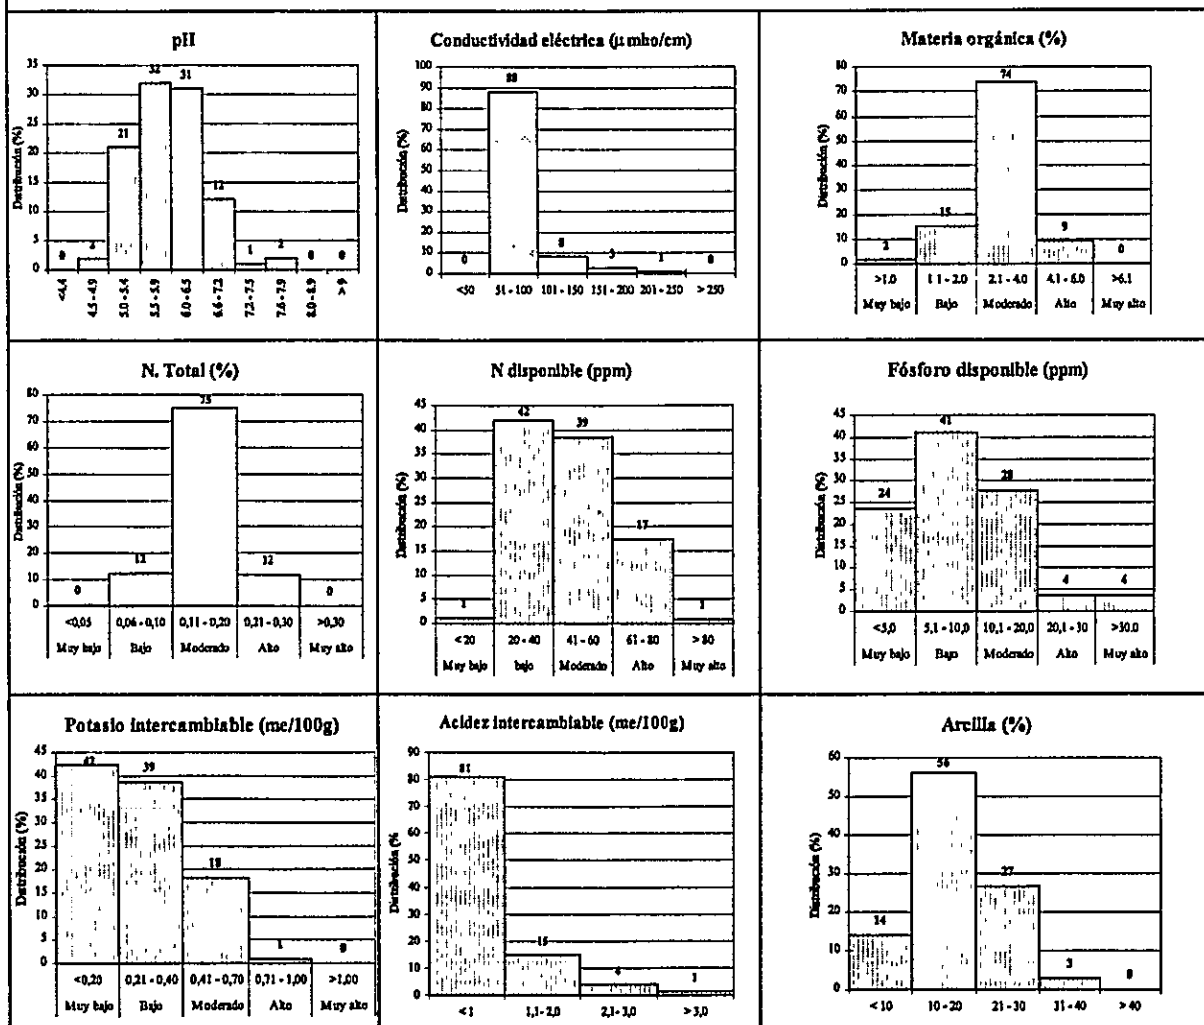 pH
Distribución (%)
35
30
25
20
15
10
5
0
0
2
21
32
31
12
1
2
0
0
<4,4
4.5 - 4.9
5.0 - 5.4
5.5 - 5.9
6.0 - 6.5
6.6 - 7.2
7.2 - 7.5
7.6 - 7.9
8.0 - 8.9
> 9
Conductividad eléctrica (µ mho/cm)
Distribución (%)
100
90
80
70
60
50
40
30
20
10
0
0
88
8
3
1
0
<50
51 - 100
101 - 150
151 - 200
201 - 250
> 250
Materia orgánica (%)
Distribución (%)
80
70
60
50
40
30
20
10
0
2
15
74
9
0
>1.0
1.1 - 2.0
2.1 - 4.0
4.1 - 6.0
>6.1
Muy bajo
Bajo
Moderado
Alto
Muy alto
N. Total (%)
Distribución (%)
80
70
60
50
40
30
20
10
0
0
12
75
12
0
<0,05
0,06 - 0,10
0,11 - 0,20
0,21 - 0,30
>0,30
Muy bajo
Bajo
Moderado
Alto
Muy alto
N disponible (ppm)
Distribución (%)
45
40
35
30
25
20
15
10
5
0
1
42
39
17
1
<20
20 - 40
41 - 60
61 - 80
> 80
Muy bajo
bajo
Moderado
Alto
Muy alto
Fósforo disponible (ppm)
Distribución (%)
45
40
35
30
25
20
15
10
5
0
24
41
28
4
4
<5,0
5,1 - 10,0
10,1 - 20,0
20,1 - 30
>30.0
Muy bajo
Bajo
Moderado
Alto
Muy alto
Potasio intercambiable (me/100g)
Distribución (%)
45
40
35
30
25
20
15
10
5
0
42
39
18
1
0
<0,20
0,21 - 0,40
0,41 - 0,70
0,71 - 1,00
>1,00
Muy bajo
Bajo
Moderado
Alto
Muy alto
Acidez intercambiable (me/100g)
Distribución (%
90
80
70
60
50
40
30
20
10
0
81
15
4
1
< 1
1,1 - 2,0
2,1 - 3,0
> 3,0
Arcilla (%)
Distribución (%)
60
50
40
30
20
10
0
14
56
27
3
0
< 10
10 - 20
21 - 30
31 - 40
> 40